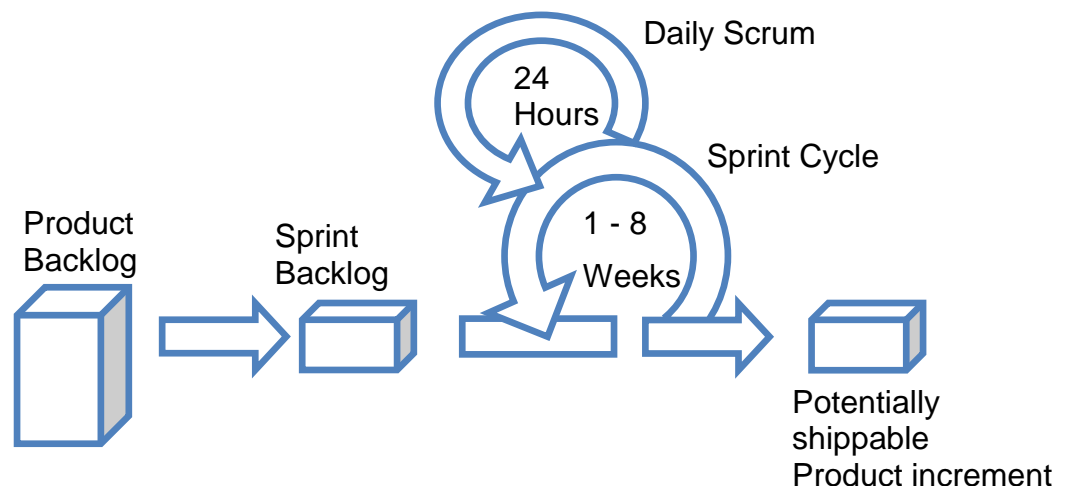 Daily Scrum
24
Hours
Sprint Cycle
Product
Backlog
Sprint
Backlog
1 - 8
Weeks
Potentially
shippable
Product increment